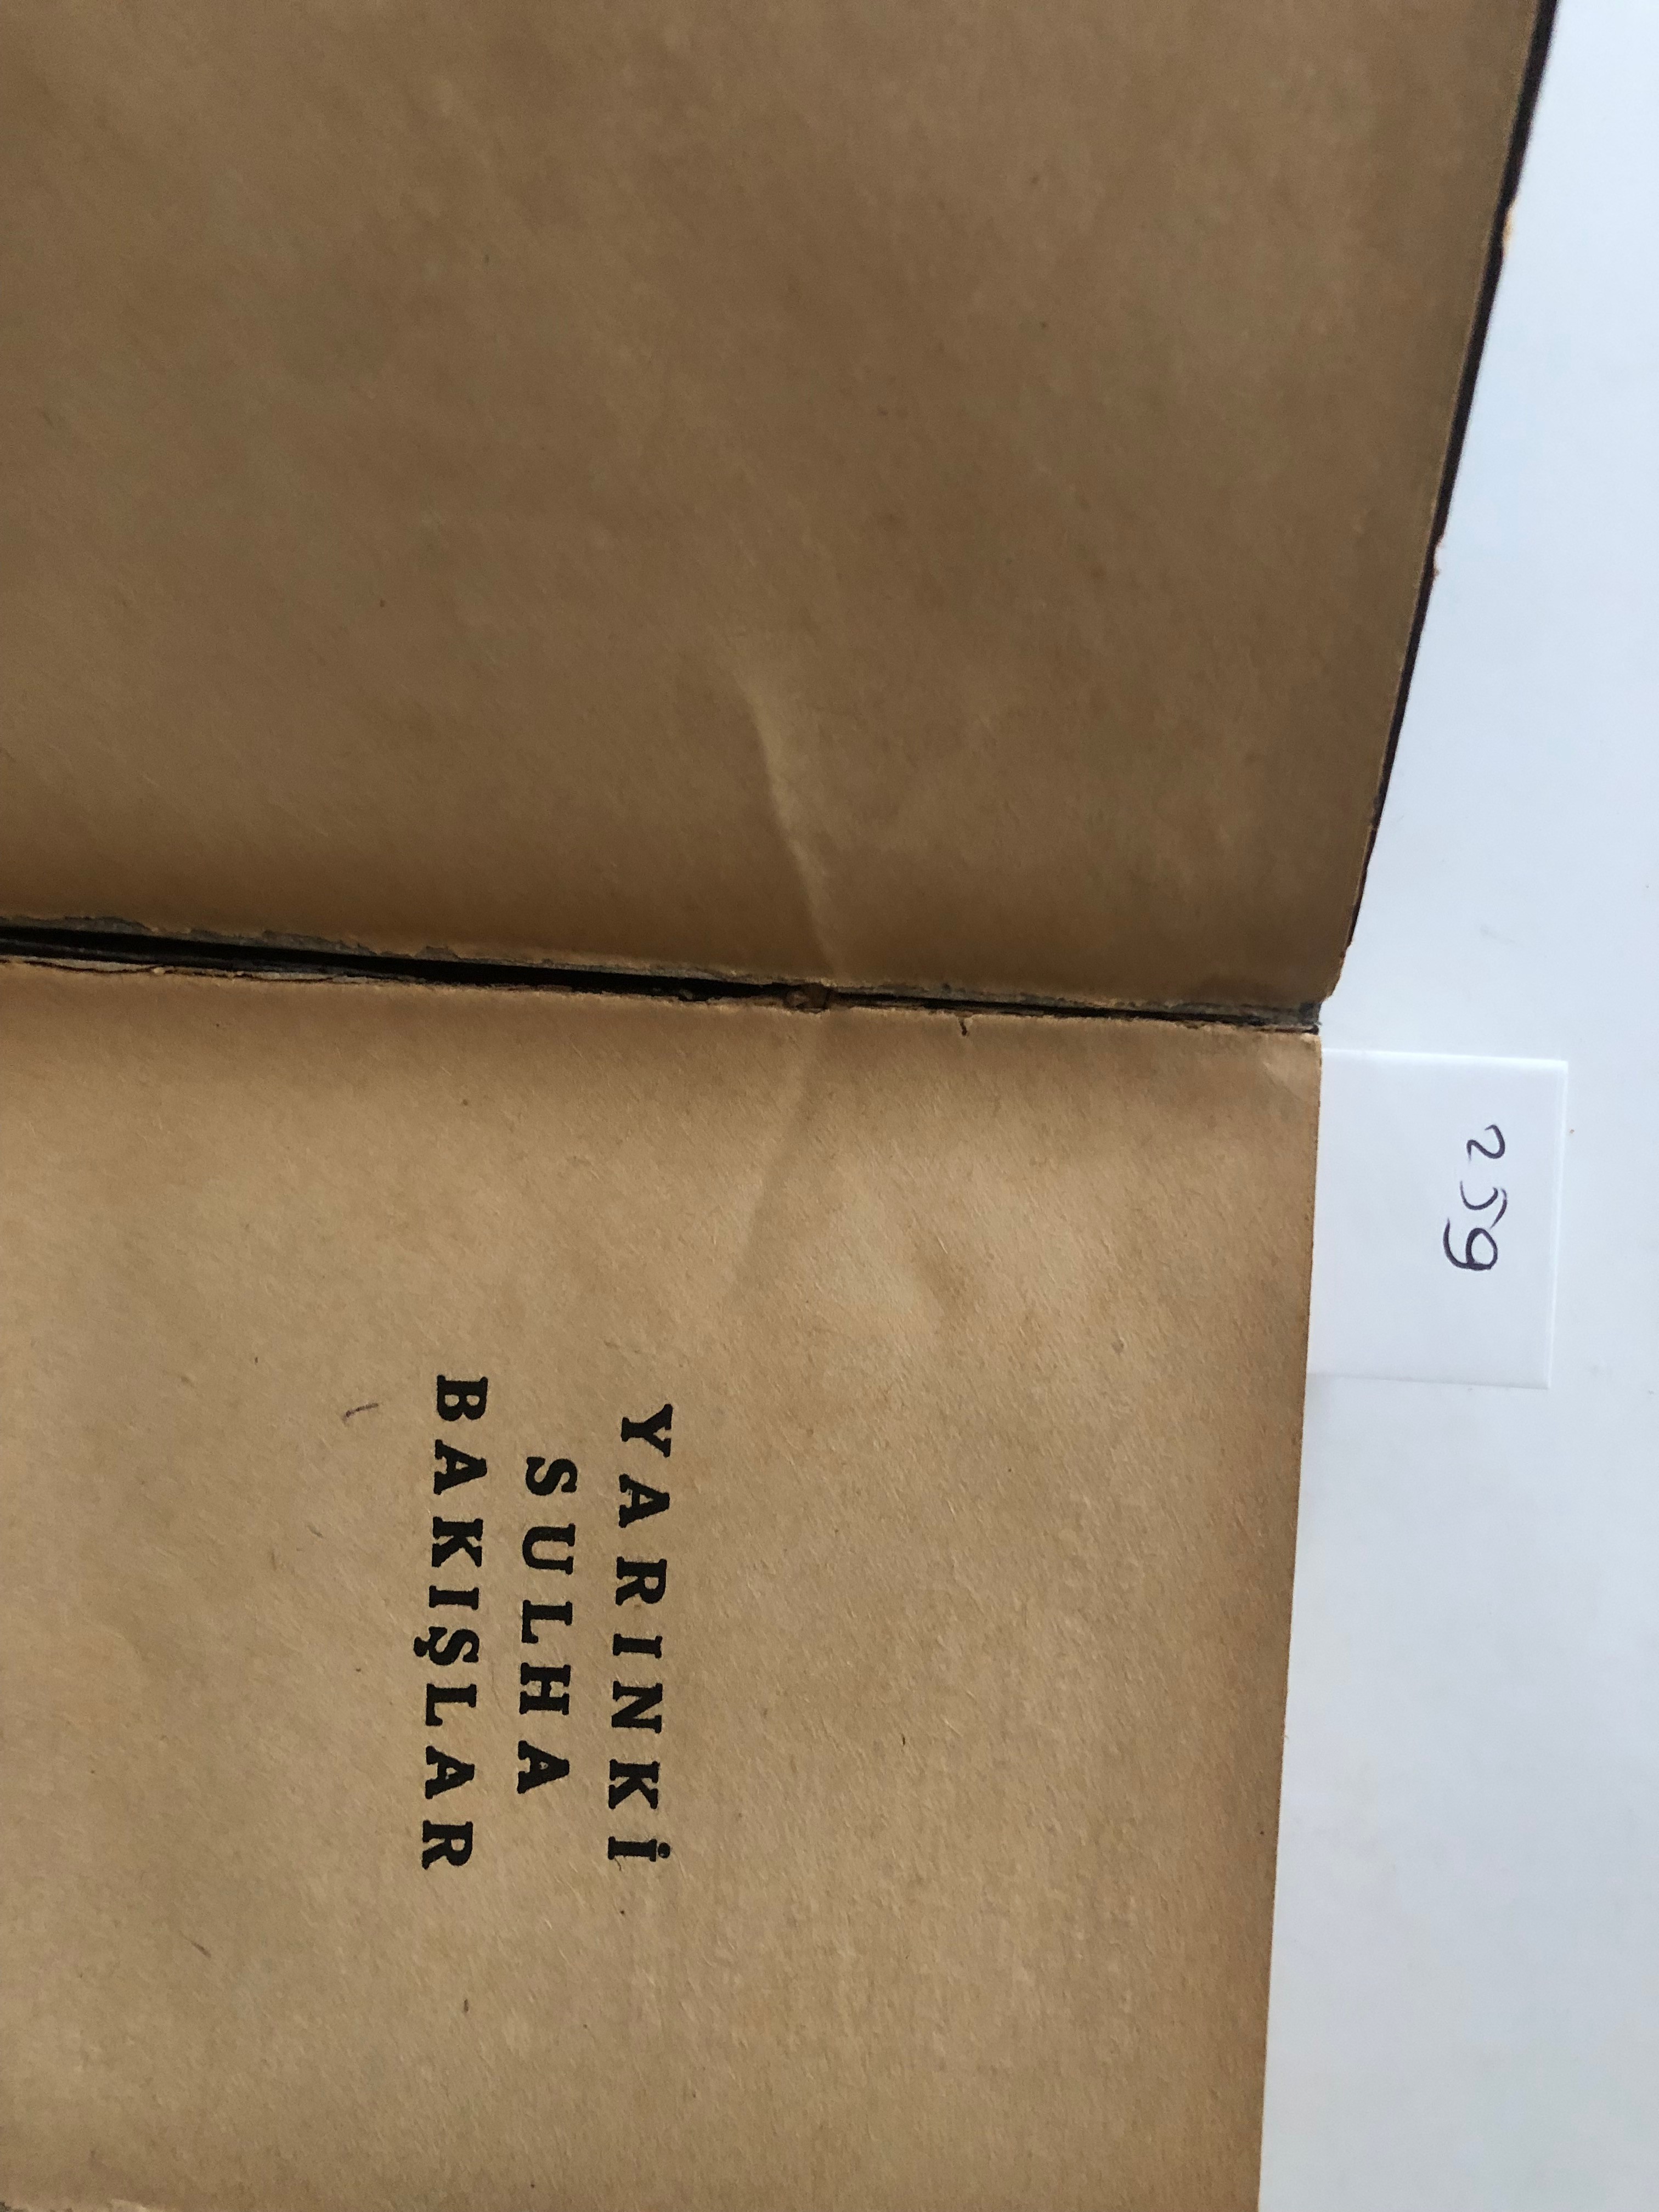 259
YARINKİ
SULHA
BAKIŞLAR